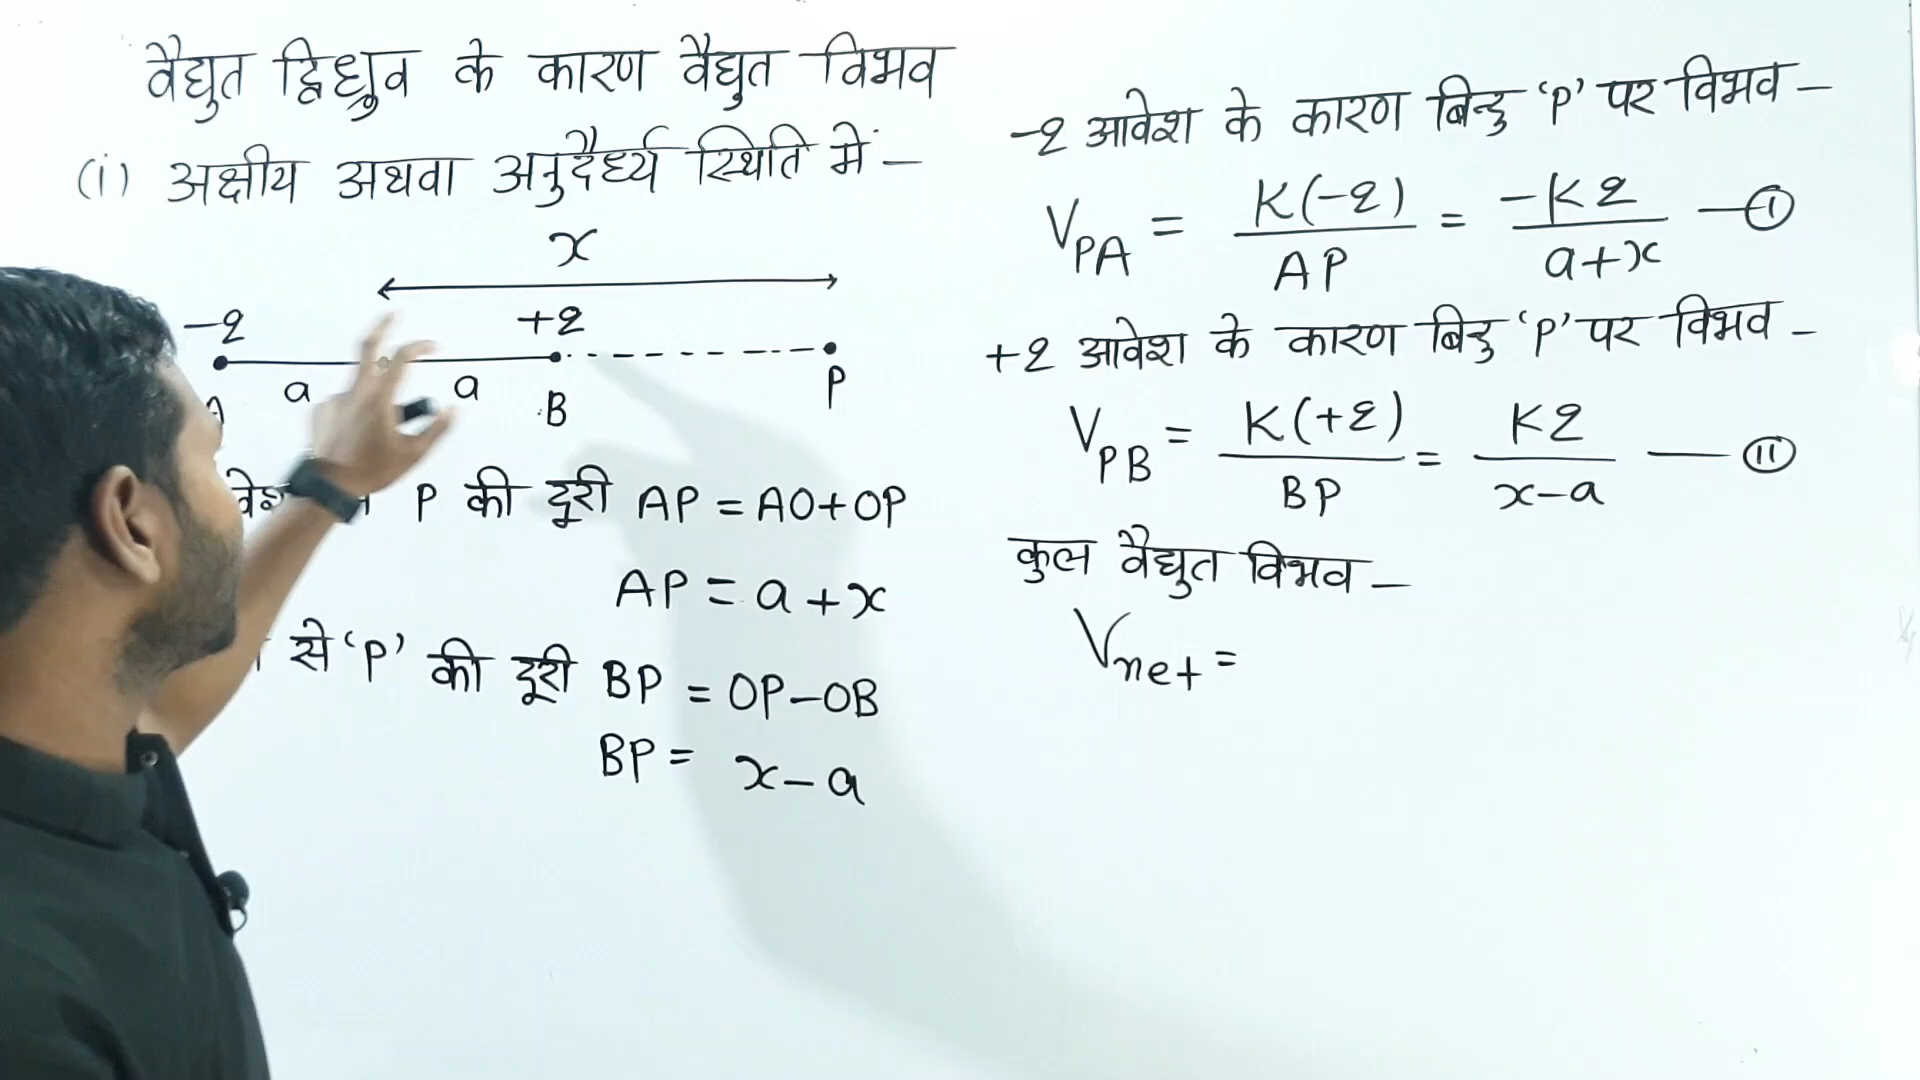 वैद्युत द्विध्रुव के कारण वैद्युत विभव
(i) अक्षीय अथवा अनुदैर्ध्य स्थिति में –
x
-q +q
a a
A B P
P की दूरी AP = AO+OP
AP = a + x
से 'P' की दूरी BP = OP-OB
BP = x - a
-q आवेश के कारण बिन्दु 'P' पर विभव –
V_PA = K(-q) / AP = -Kq / a+x — (I)
+q आवेश के कारण बिन्दु 'P' पर विभव –
V_PB = K(+q) / BP = Kq / x-a — (II)
कुल वैद्युत विभव –
V_net =